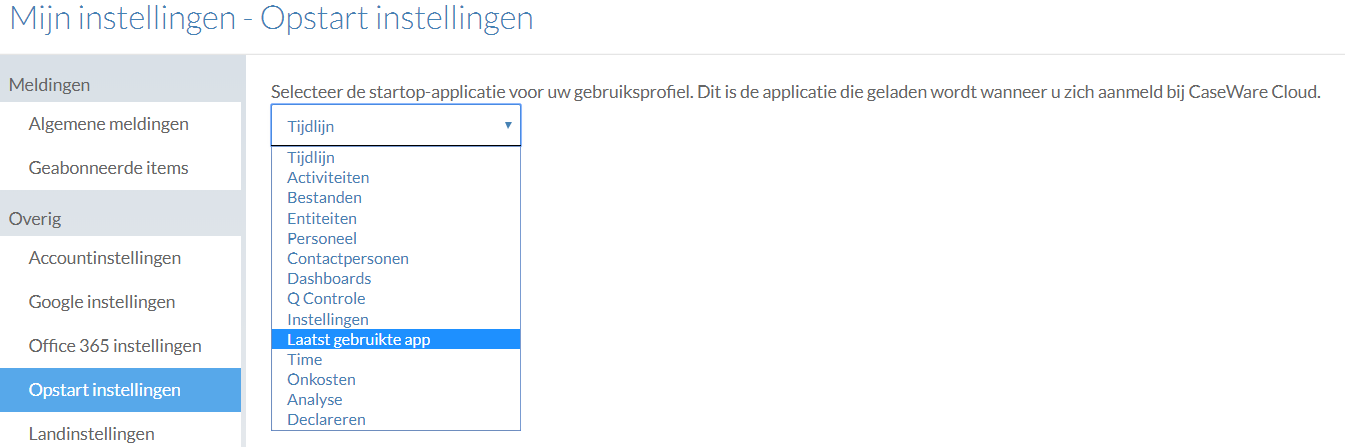 Mijn instellingen - Opstart instellingen
Meldingen
Algemene meldingen
Geabonneerde items
Overig
Accountinstellingen
Google instellingen
Office 365 instellingen
Opstart instellingen
Landinstellingen
Selecteer de startop-applicatie voor uw gebruiksprofiel. Dit is de applicatie die geladen wordt wanneer u zich aanmeld bij CaseWare Cloud.
Tijdlijn
Tijdlijn
Activiteiten
Bestanden
Entiteiten
Personeel
Contactpersonen
Dashboards
Q Controle
Instellingen
Laatst gebruikte app
Time
Onkosten
Analyse
Declareren